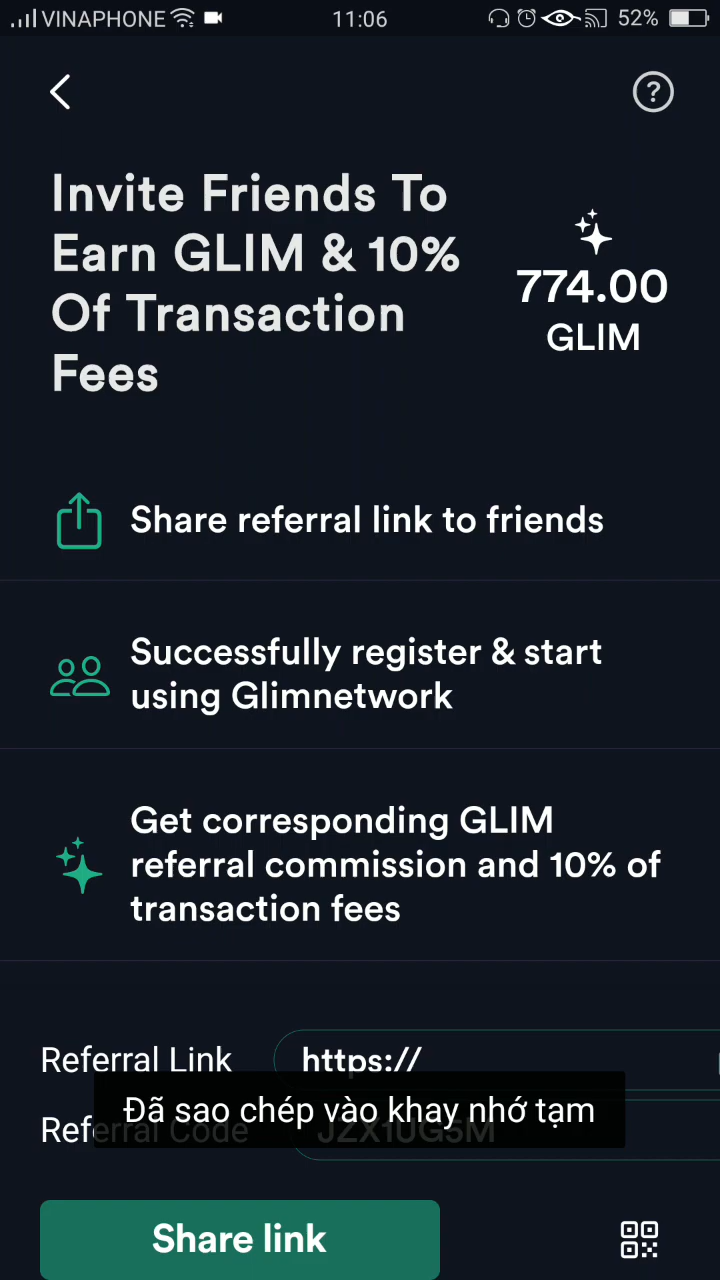 VINAPHONE 11:06 52%
Invite Friends To
Earn GLIM & 10%
Of Transaction
Fees
774.00
GLIM
Share referral link to friends
Successfully register & start
using Glimnetwork
Get corresponding GLIM
referral commission and 10% of
transaction fees
Referral Link https://
Đã sao chép vào khay nhớ tạm
Referral Code
Share link